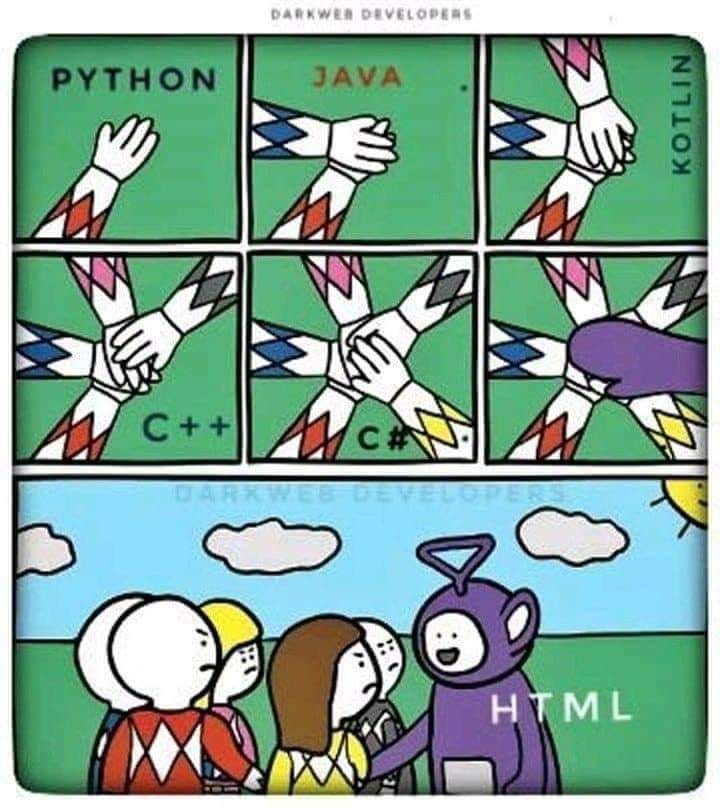 DARKWEB DEVELOPERS
PYTHON
JAVA
KOTLIN
C++
C#
DARKWEB DEVELOPERS
HTML